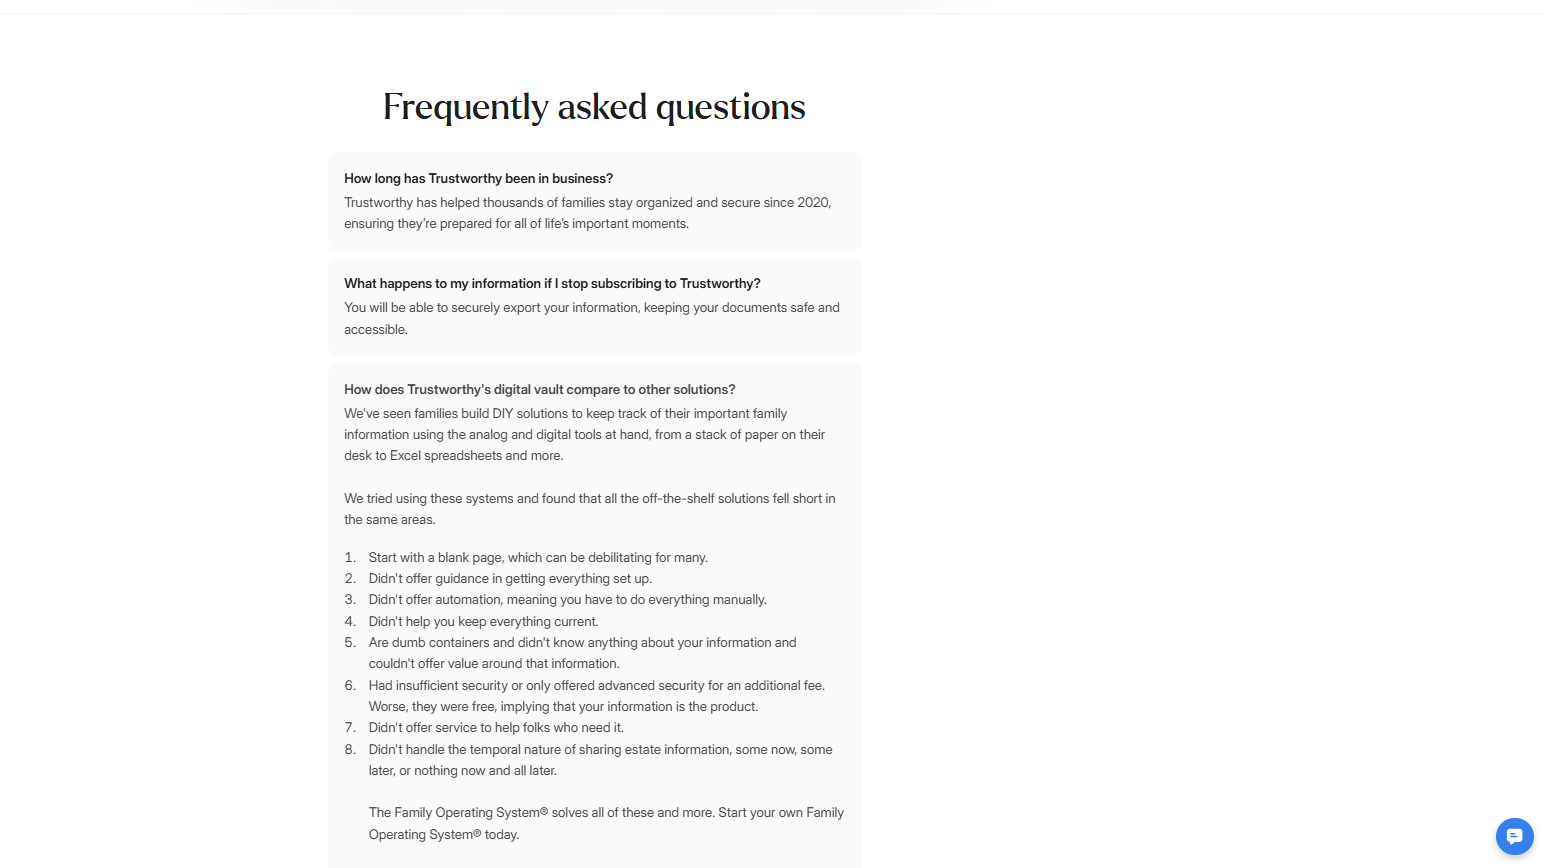 Frequently asked questions
How long has Trustworthy been in business?
Trustworthy has helped thousands of families stay organized and secure since 2020,
ensuring they’re prepared for all of life’s important moments.
What happens to my information if I stop subscribing to Trustworthy?
You will be able to securely export your information, keeping your documents safe and
accessible.
How does Trustworthy's digital vault compare to other solutions?
We've seen families build DIY solutions to keep track of their important family
information using the analog and digital tools at hand, from a stack of paper on their
desk to Excel spreadsheets and more.
We tried using these systems and found that all the off-the-shelf solutions fell short in
the same areas.
1. Start with a blank page, which can be debilitating for many.
2. Didn't offer guidance in getting everything set up.
3. Didn't offer automation, meaning you have to do everything manually.
4. Didn't help you keep everything current.
5. Are dumb containers and didn't know anything about your information and
couldn't offer value around that information.
6. Had insufficient security or only offered advanced security for an additional fee.
Worse, they were free, implying that your information is the product.
7. Didn't offer service to help folks who need it.
8. Didn't handle the temporal nature of sharing estate information, some now, some
later, or nothing now and all later.
The Family Operating System® solves all of these and more. Start your own Family
Operating System® today.